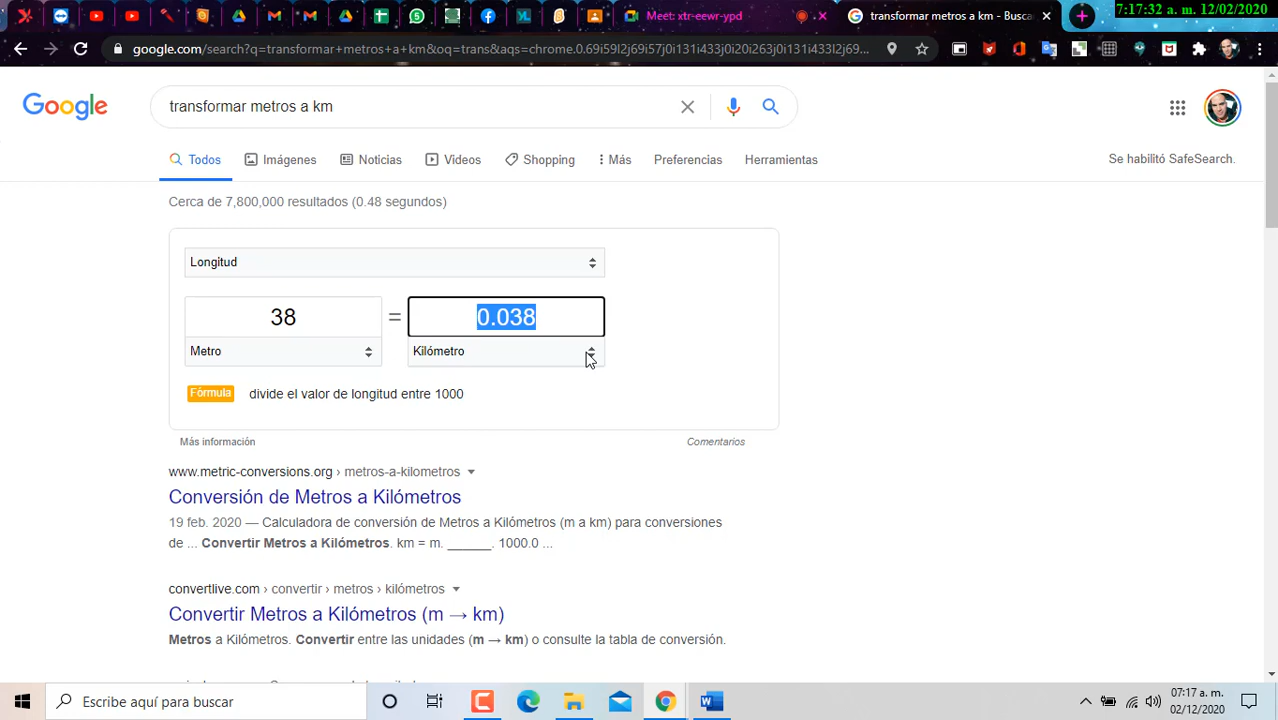 Meet: xtr-eewr-ypd
transformar metros a km - Busca
7:17:32 a. m. 12/02/2020
google.com/search?q=transformar+metros+a+km&oq=trans&aqs=chrome.0.69i59l2j69i57j0i131i433j0i20i263j0i131i433l2j69...
Google
transformar metros a km
Todos
Imágenes
Noticias
Videos
Shopping
Más
Preferencias
Herramientas
Se habilitó SafeSearch.
Cerca de 7,800,000 resultados (0.48 segundos)
Longitud
38 = 0.038
Metro
Kilómetro
Fórmula divide el valor de longitud entre 1000
Más información
Comentarios
www.metric-conversions.org › metros-a-kilometros
Conversión de Metros a Kilómetros
19 feb. 2020 — Calculadora de conversión de Metros a Kilómetros (m a km) para conversiones
de ... Convertir Metros a Kilómetros. km = m. ______. 1000.0 ...
convertlive.com › convertir › metros › kilómetros
Convertir Metros a Kilómetros (m → km)
Metros a Kilómetros. Convertir entre las unidades (m → km) o consulte la tabla de conversión.
Escribe aquí para buscar
07:17 a. m.
02/12/2020